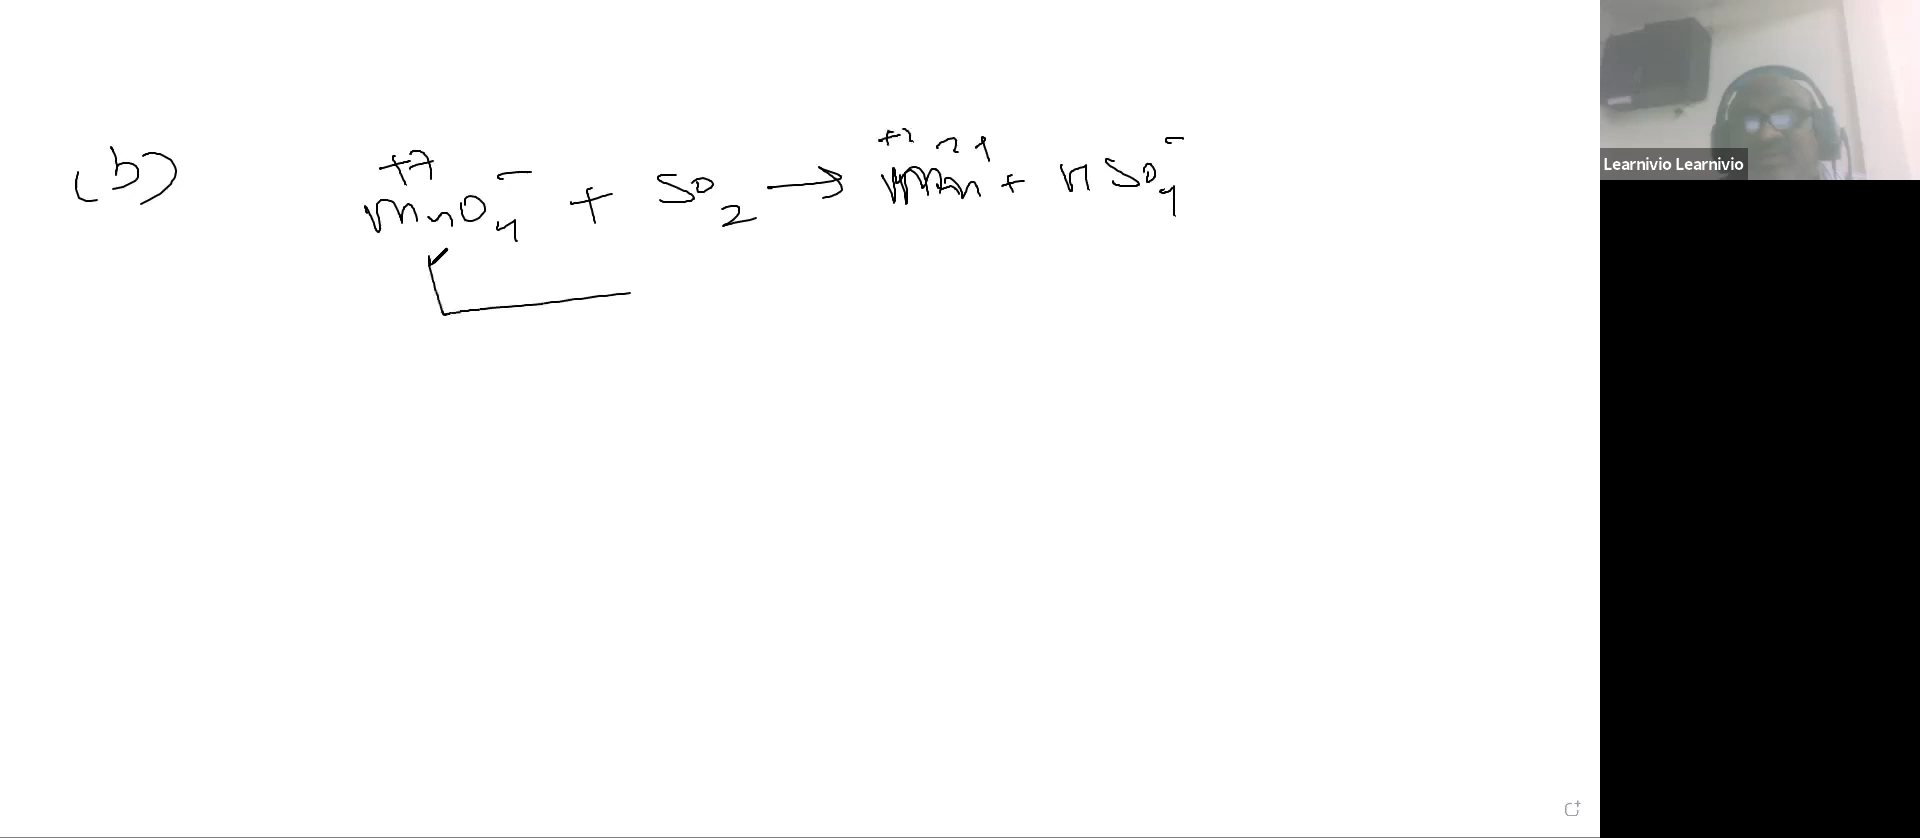 (b) +7 MnO₄⁻ + SO₂ → +2 Mn²⁺ + HSO₄⁻
Learnivio Learnivio